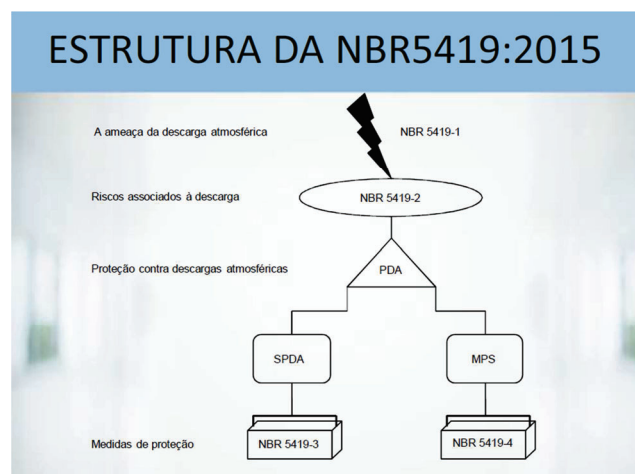 ESTRUTURA DA NBR5419:2015
A ameaça da descarga atmosférica
NBR 5419-1
Riscos associados à descarga
NBR 5419-2
Proteção contra descargas atmosféricas
PDA
SPDA
MPS
Medidas de proteção
NBR 5419-3
NBR 5419-4